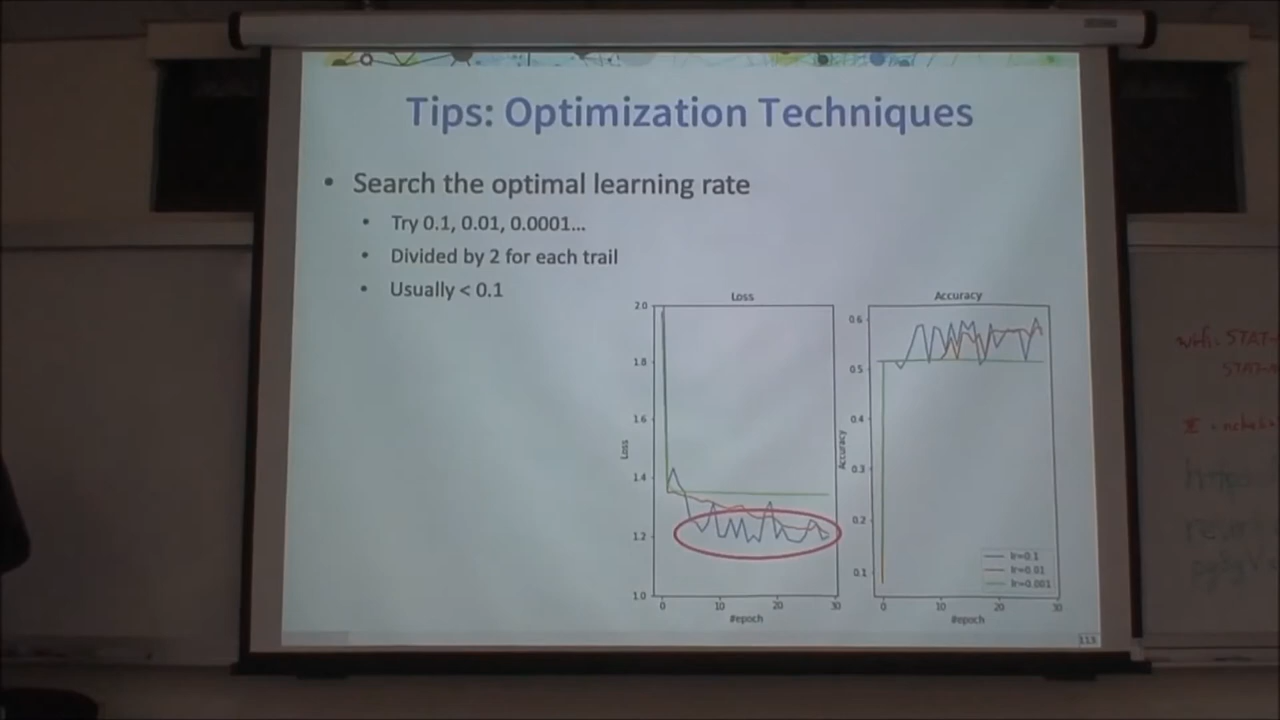 Tips: Optimization Techniques
• Search the optimal learning rate
• Try 0.1, 0.01, 0.0001...
• Divided by 2 for each trail
• Usually < 0.1
Loss
2.0
1.8
1.6
1.4
1.2
1.0
Loss
0
10
20
30
#epoch
Accuracy
0.6
0.5
0.4
0.3
0.2
0.1
Accuracy
0
10
20
30
#epoch
lr=0.1
lr=0.01
lr=0.001
113
STAT-